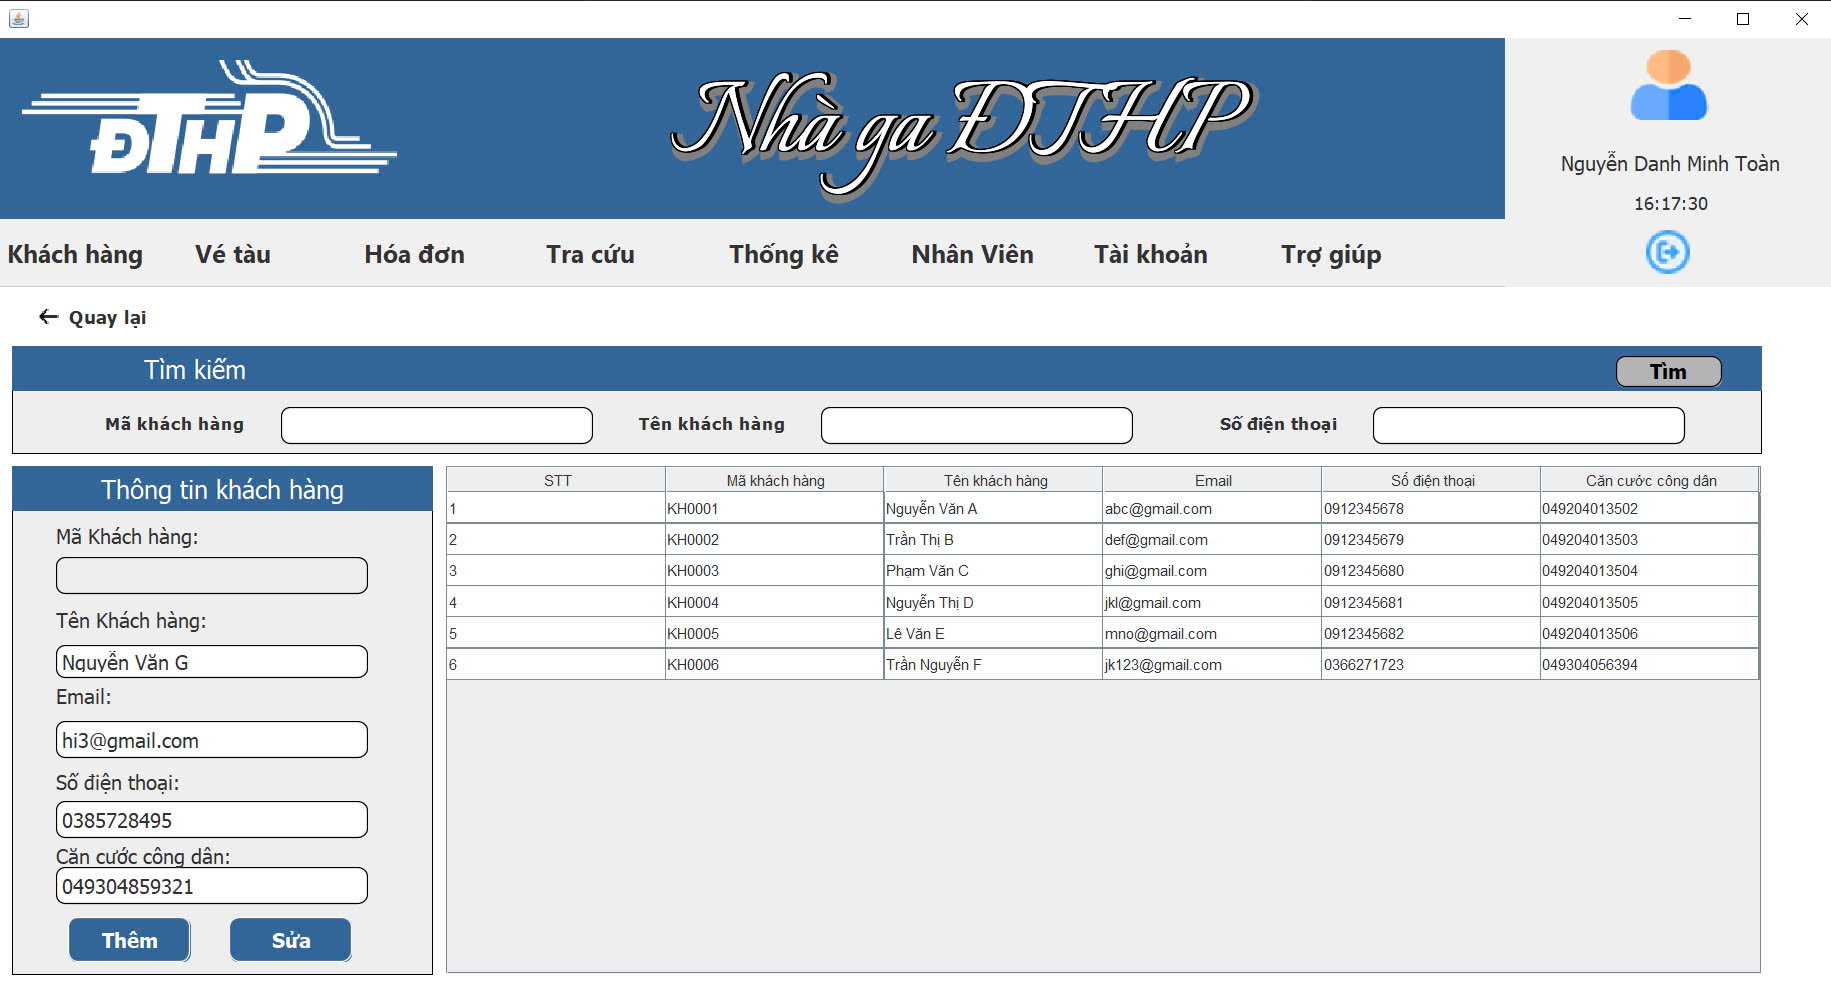 ĐTHP
Nhà ga ĐTHP
Nguyễn Danh Minh Toàn
16:17:30
Khách hàng Vé tàu Hóa đơn Tra cứu Thống kê Nhân Viên Tài khoản Trợ giúp
← Quay lại
Tìm kiếm Tìm
Mã khách hàng Tên khách hàng Số điện thoại
Thông tin khách hàng
Mã Khách hàng:
Tên Khách hàng:
Nguyễn Văn G
Email:
hi3@gmail.com
Số điện thoại:
0385728495
Căn cước công dân:
049304859321
Thêm Sửa
STT Mã khách hàng Tên khách hàng Email Số điện thoại Căn cước công dân
1 KH0001 Nguyễn Văn A abc@gmail.com 0912345678 049204013502
2 KH0002 Trần Thị B def@gmail.com 0912345679 049204013503
3 KH0003 Phạm Văn C ghi@gmail.com 0912345680 049204013504
4 KH0004 Nguyễn Thị D jkl@gmail.com 0912345681 049204013505
5 KH0005 Lê Văn E mno@gmail.com 0912345682 049204013506
6 KH0006 Trần Nguyễn F jk123@gmail.com 0366271723 049304056394